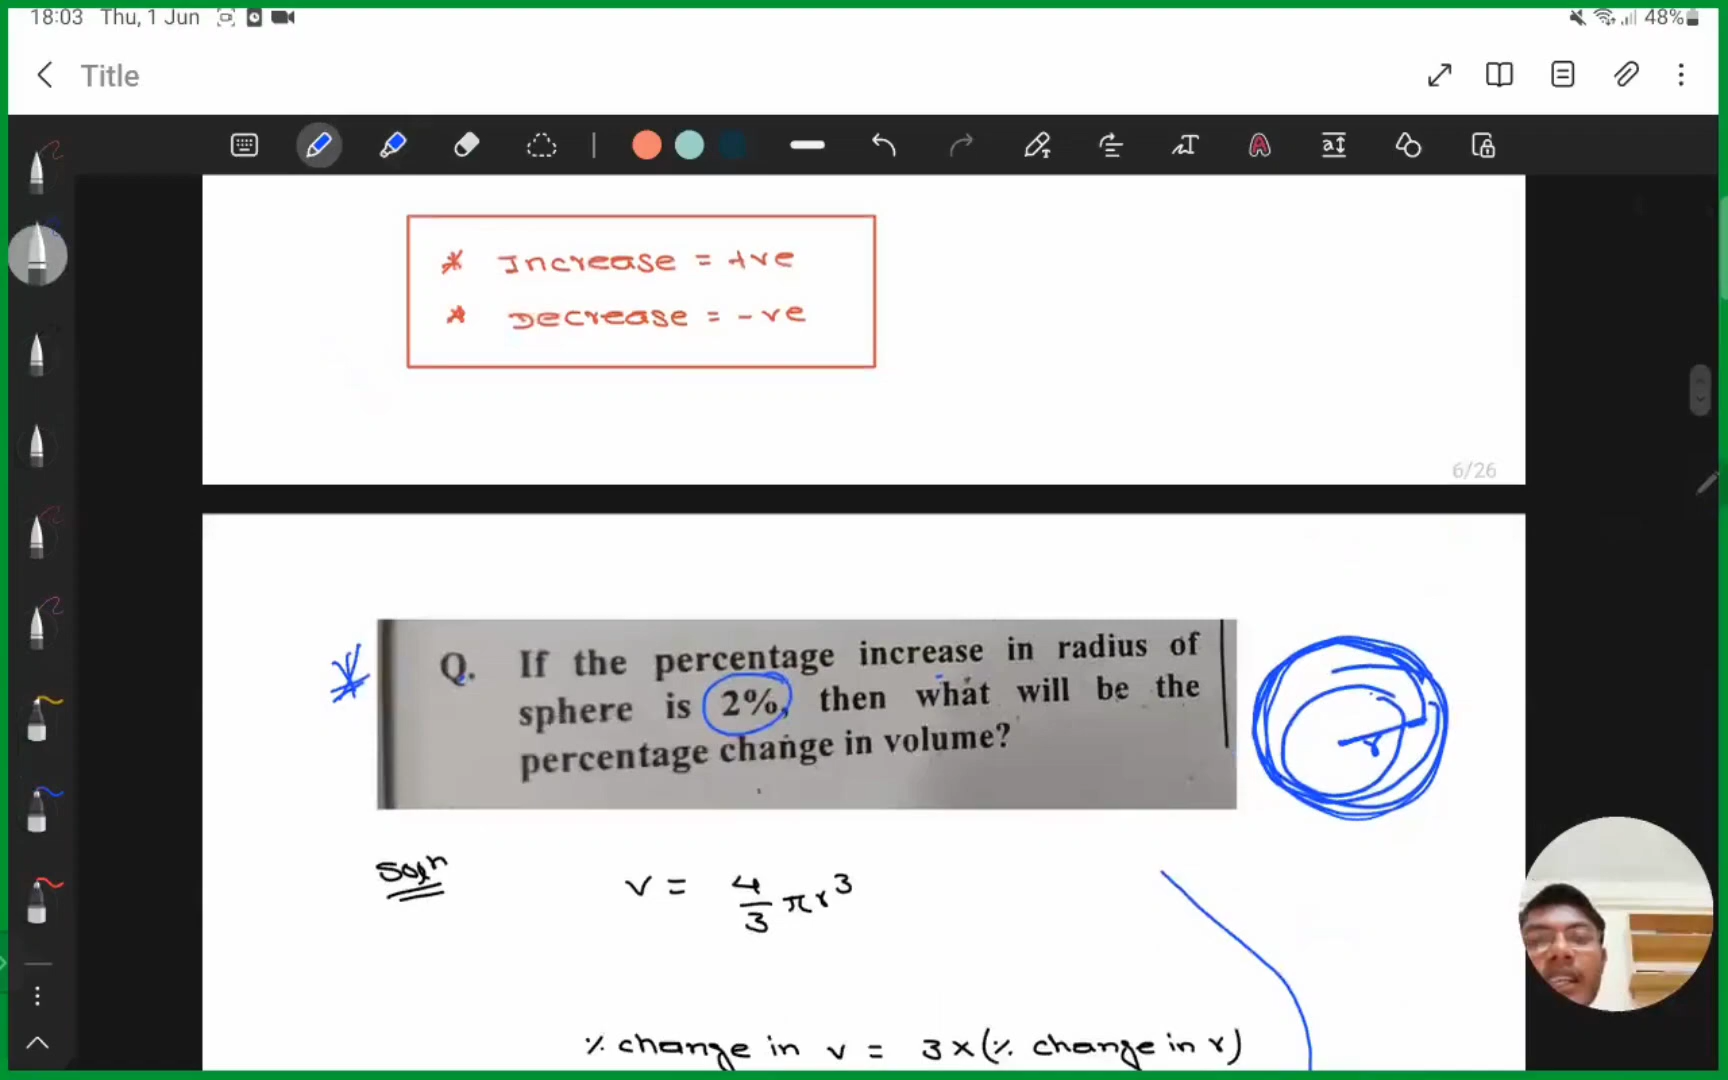 18:03 Thu, 1 Jun
48%
Title
* Increase = +ve
* Decrease = -ve
6/26
Q. If the percentage increase in radius of
sphere is 2%, then what will be the
percentage change in volume?
r
Soln
v = 4/3 πr³
% change in v = 3×(% change in r)